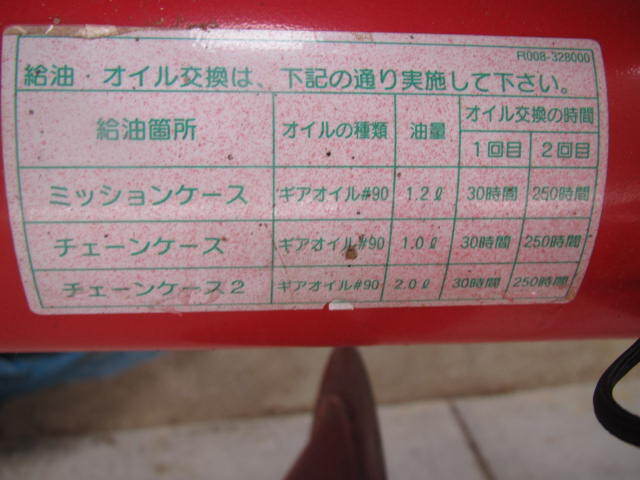 R008-328000
給油 オイル交換は、下記の通り実施して下さい。
給油箇所 オイルの種類 油量 オイル交換の時間
1回目 2回目
ミッションケース ギアオイル#90 1.2ℓ 30時間 250時間
チェーンケース ギアオイル#90 1.0ℓ 30時間 250時間
チェーンケース2 ギアオイル#90 2.0ℓ 30時間 250時間